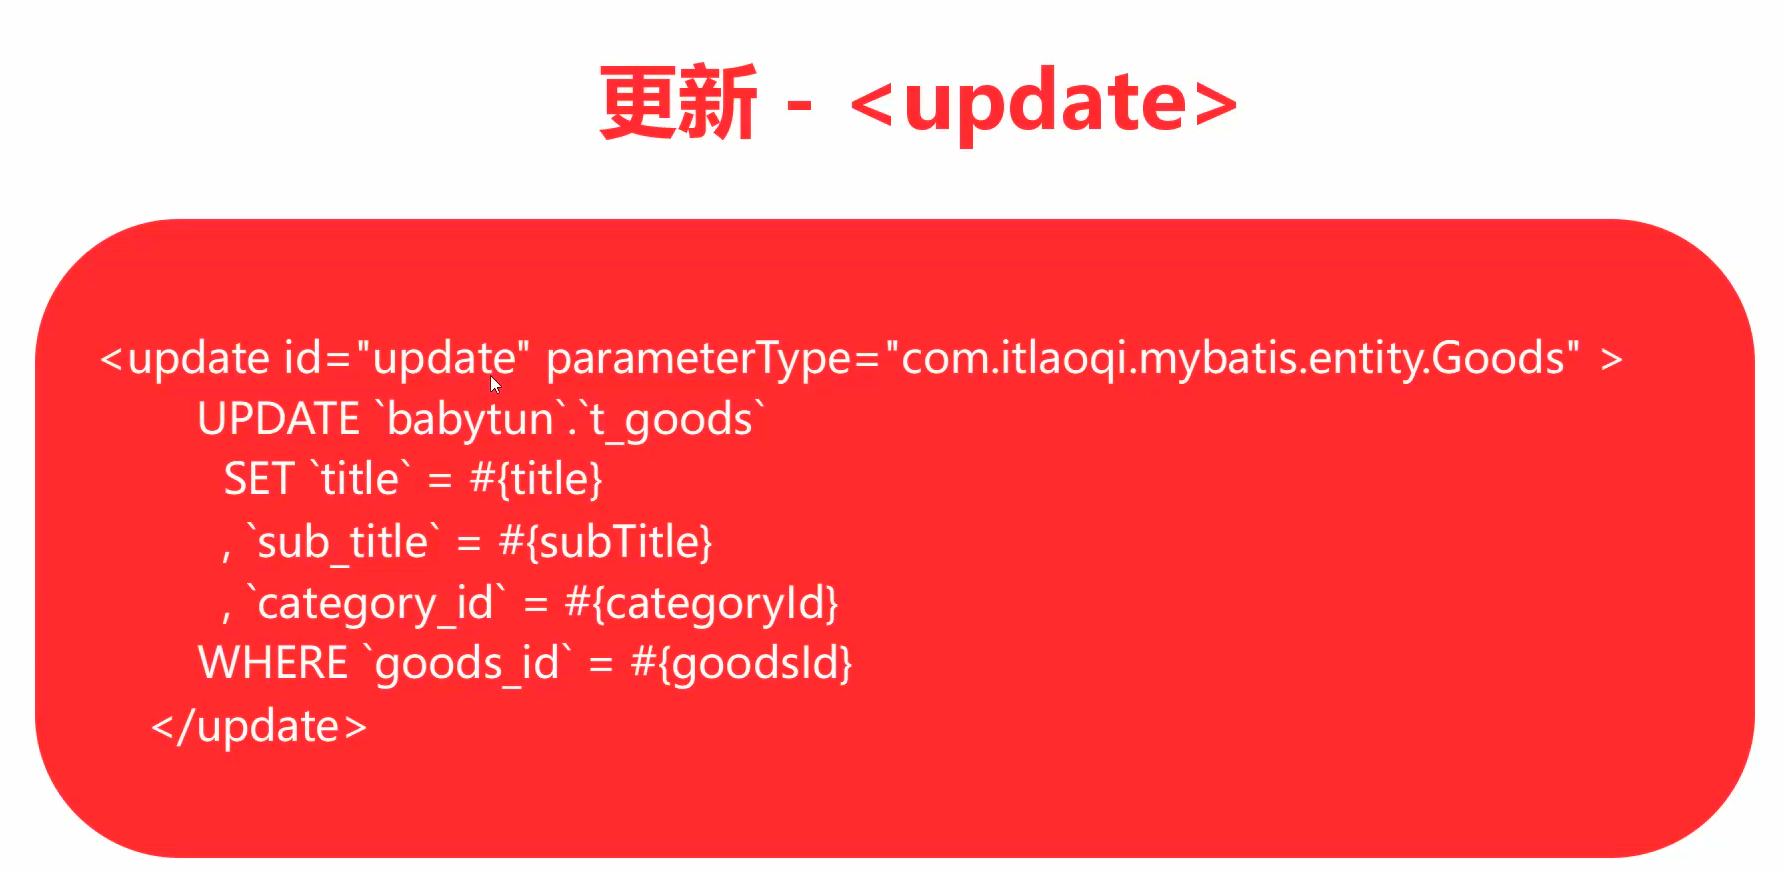 更新 - <update>
<update id="update" parameterType="com.itlaoqi.mybatis.entity.Goods" >
UPDATE `babytun`.`t_goods`
SET `title` = #{title}
, `sub_title` = #{subTitle}
, `category_id` = #{categoryId}
WHERE `goods_id` = #{goodsId}
</update>